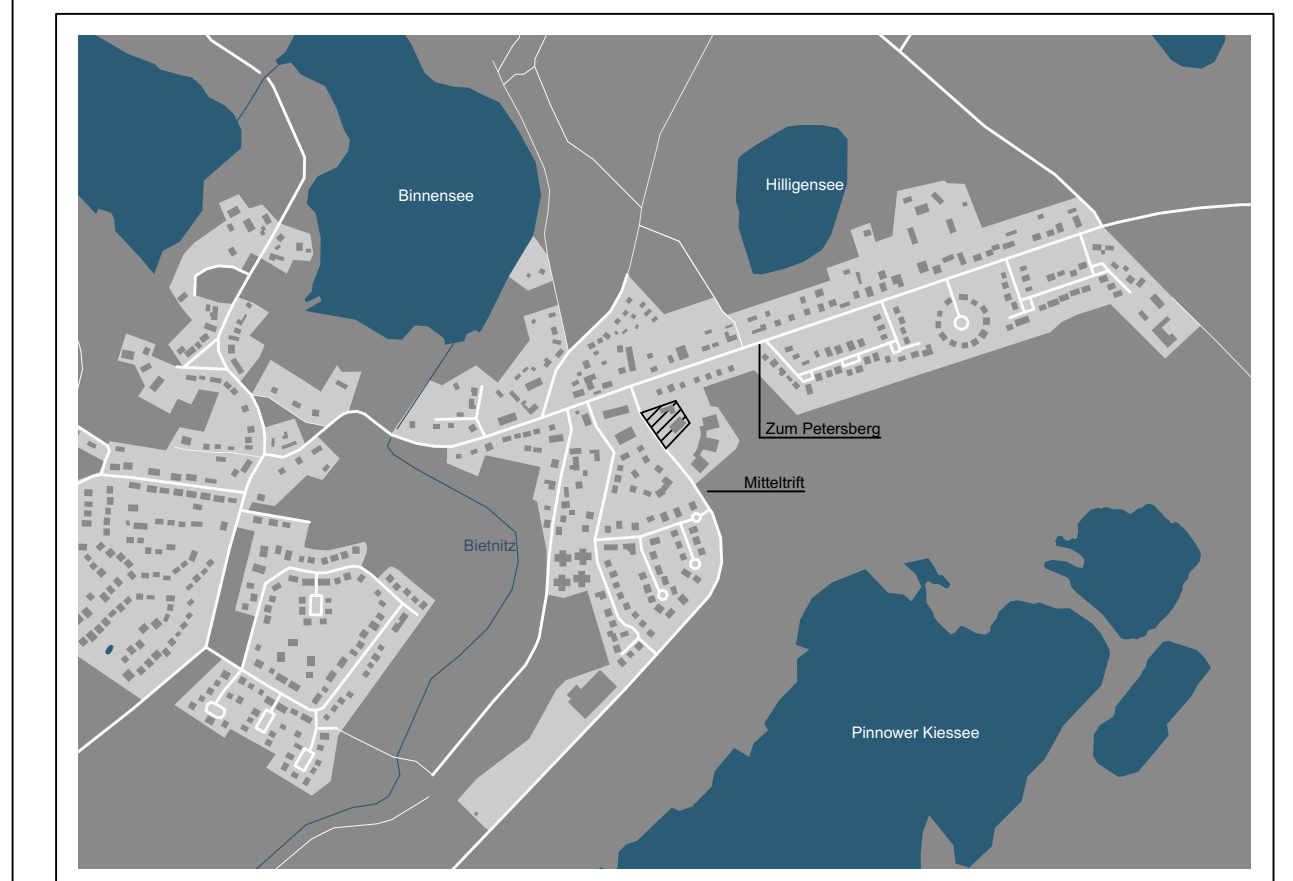 Hilligensee
Binnensee
Zum Petersberg
Mitteltrift
Bietnitz
Pinnower Kiessee